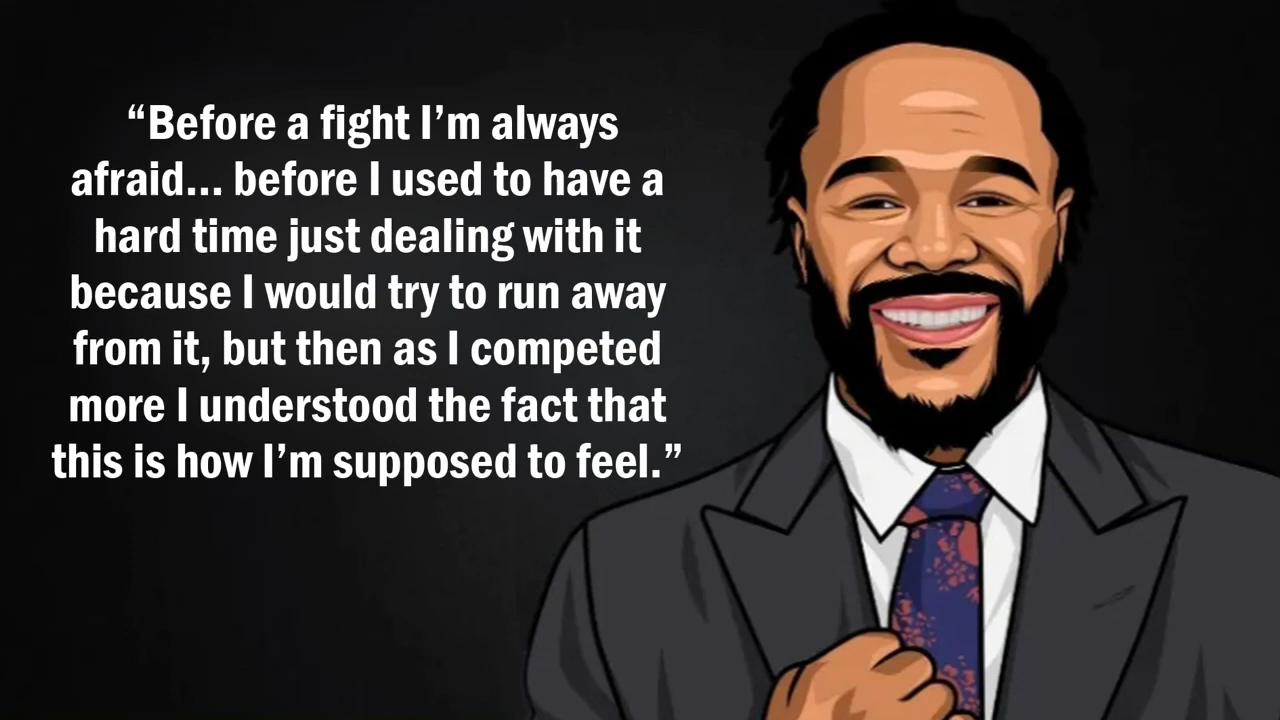 “Before a fight I’m always
afraid... before I used to have a
hard time just dealing with it
because I would try to run away
from it, but then as I competed
more I understood the fact that
this is how I’m supposed to feel.”